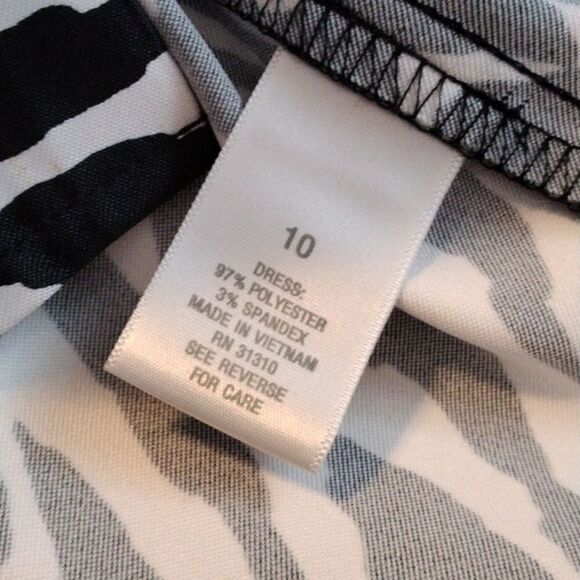 10
DRESS:
97% POLYESTER
3% SPANDEX
MADE IN VIETNAM
RN 31310
SEE REVERSE
FOR CARE